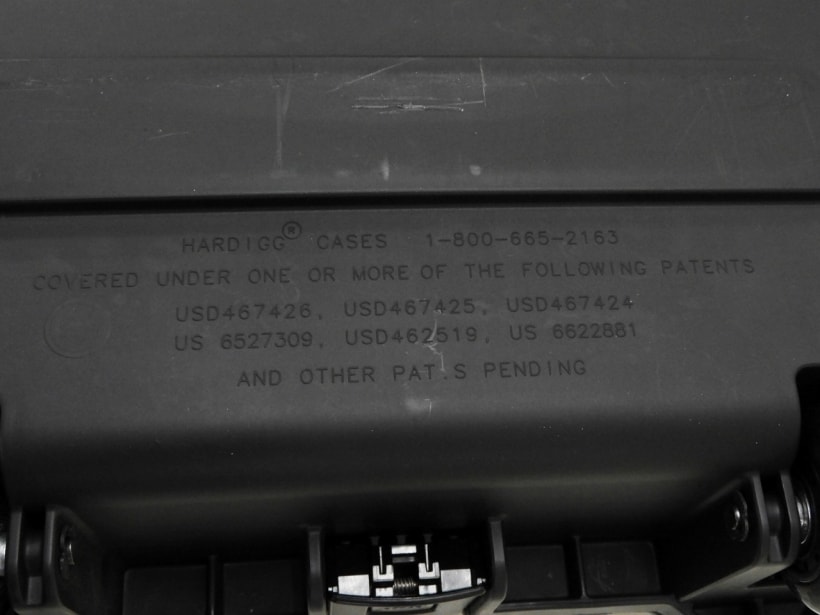 HARDIGG® CASES 1-800-665-2163
COVERED UNDER ONE OR MORE OF THE FOLLOWING PATENTS
USD467426, USD467425, USD467424
US 6527309, USD462519, US 6622881
AND OTHER PAT.S PENDING